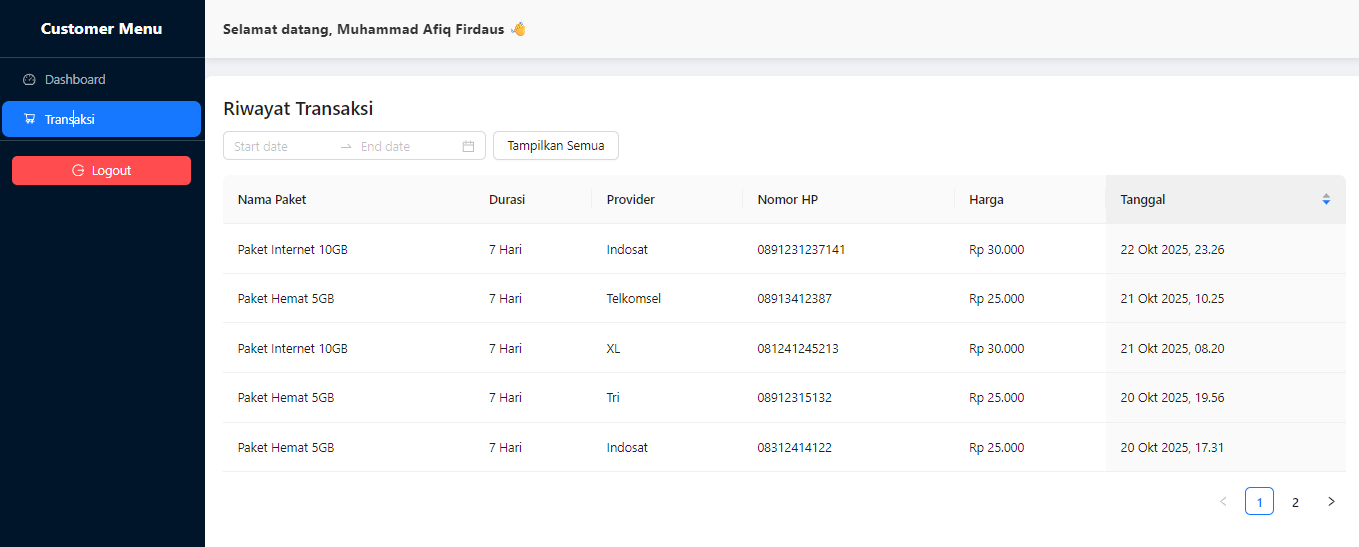 Customer Menu
Selamat datang, Muhammad Afiq Firdaus 👋
Dashboard
Transaksi
Logout
Riwayat Transaksi
Start date → End date
Tampilkan Semua
Nama Paket Durasi Provider Nomor HP Harga Tanggal
Paket Internet 10GB 7 Hari Indosat 0891231237141 Rp 30.000 22 Okt 2025, 23.26
Paket Hemat 5GB 7 Hari Telkomsel 08913412387 Rp 25.000 21 Okt 2025, 10.25
Paket Internet 10GB 7 Hari XL 081241245213 Rp 30.000 21 Okt 2025, 08.20
Paket Hemat 5GB 7 Hari Tri 08912315132 Rp 25.000 20 Okt 2025, 19.56
Paket Hemat 5GB 7 Hari Indosat 08312414122 Rp 25.000 20 Okt 2025, 17.31
< 1 2 >